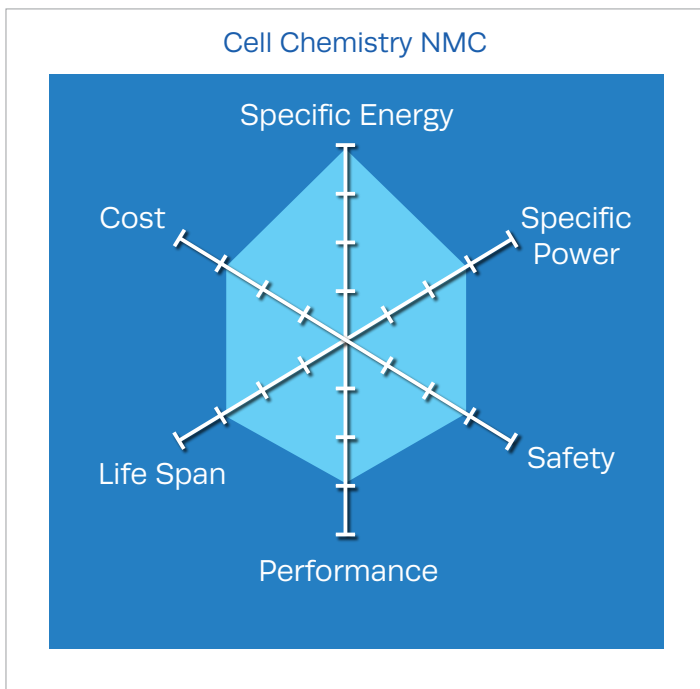 Cell Chemistry NMC
Specific Energy
Cost
Specific
Power
Life Span
Safety
Performance